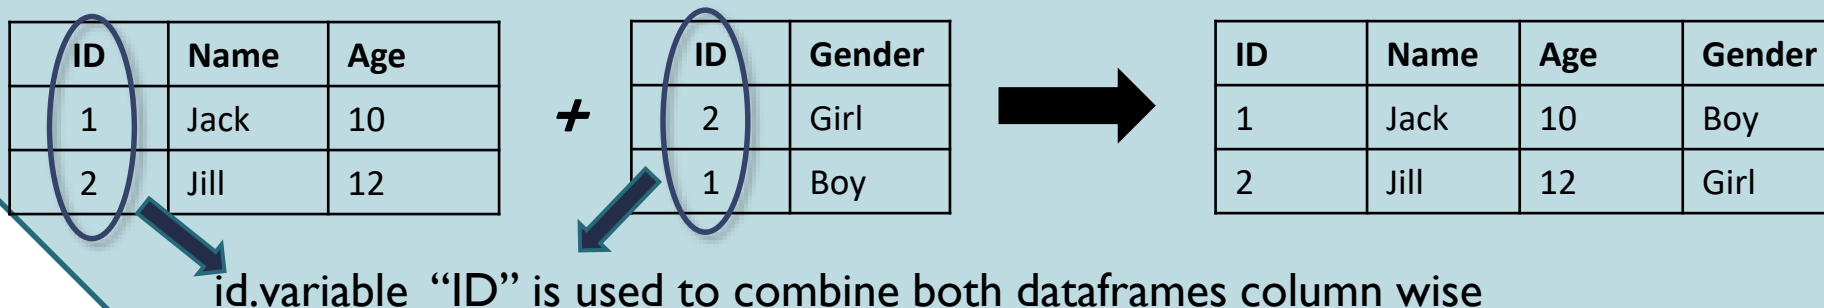 ID Name Age ID Gender ID Name Age Gender
1 Jack 10 + 2 Girl 1 Jack 10 Boy
2 Jill 12 1 Boy 2 Jill 12 Girl
id.variable “ID” is used to combine both dataframes column wise